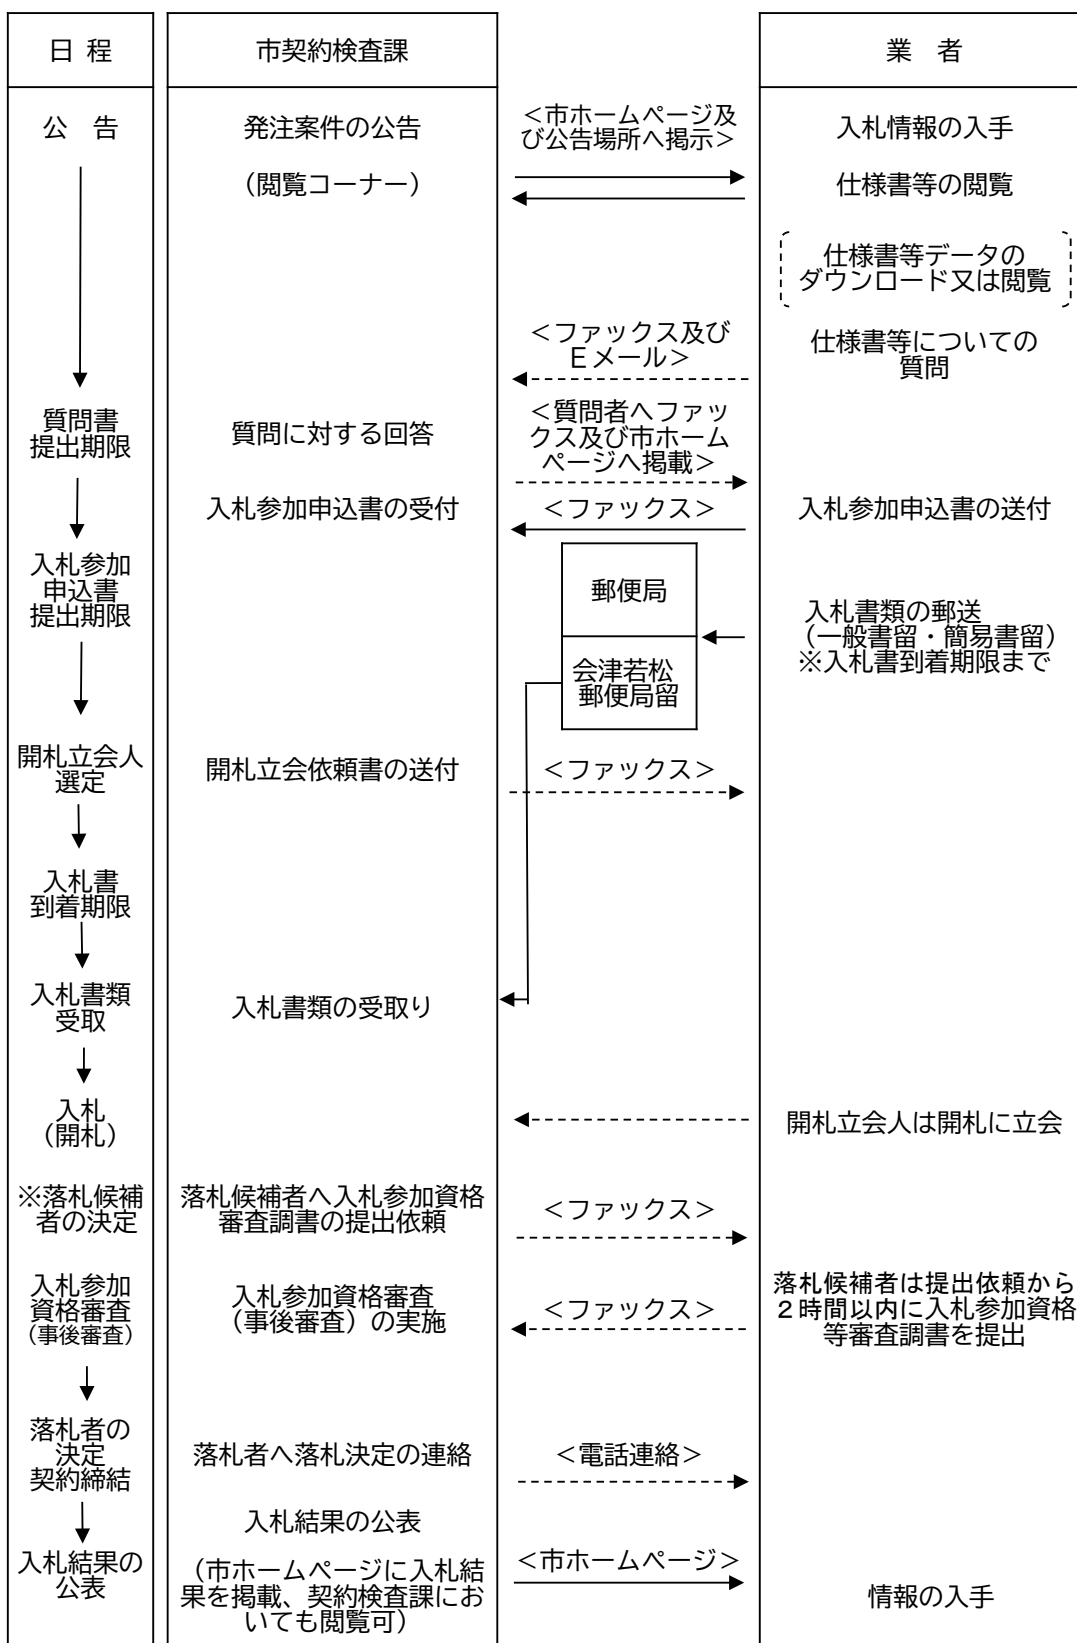 日 程
市契約検査課
業　者
公　告
発注案件の公告
＜市ホームページ及
び公告場所へ掲示＞
入札情報の入手
（閲覧コーナー）
仕様書等の閲覧
仕様書等データの
ダウンロード又は閲覧
＜ファックス及び
Ｅメール＞
仕様書等についての
質問
質問書
提出期限
質問に対する回答
＜質問者へファッ
クス及び市ホーム
ページへ掲載＞
入札参加申込書の受付
＜ファックス＞
入札参加申込書の送付
入札参加
申込書
提出期限
郵便局
入札書類の郵送
（一般書留・簡易書留）
※入札書到着期限まで
会津若松
郵便局留
開札立会人
選定
開札立会依頼書の送付
＜ファックス＞
入札書
到着期限
入札書類
受取
入札書類の受取り
入札
（開札）
開札立会人は開札に立会
※落札候補
者の決定
落札候補者へ入札参加資格
審査調書の提出依頼
＜ファックス＞
入札参加
資格審査
（事後審査）
入札参加資格審査
（事後審査）の実施
＜ファックス＞
落札候補者は提出依頼から
２時間以内に入札参加資格
等審査調書を提出
落札者の
決定
契約締結
落札者へ落札決定の連絡
＜電話連絡＞
入札結果の
公表
入札結果の公表
（市ホームページに入札結
果を掲載、契約検査課にお
いても閲覧可）
＜市ホームページ＞
情報の入手